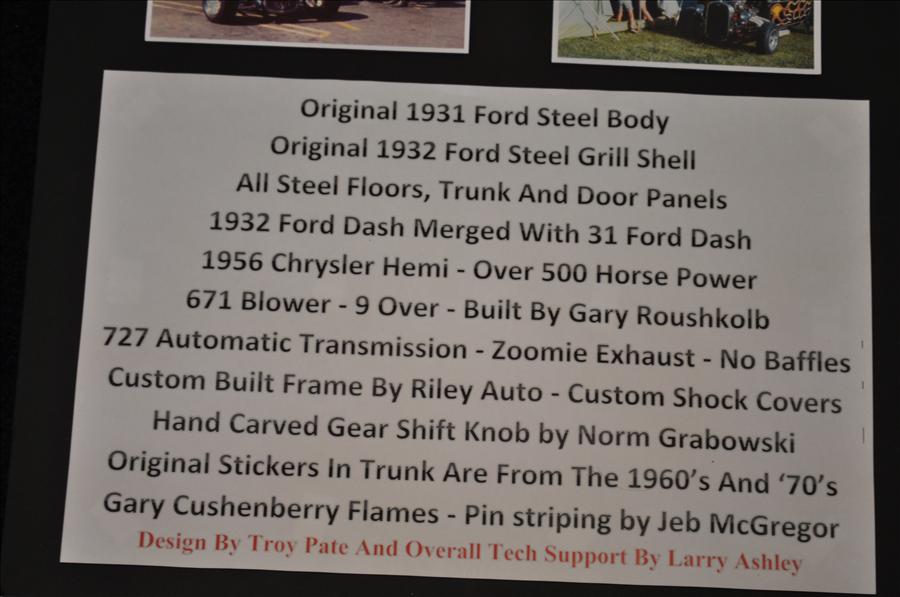 Original 1931 Ford Steel Body
Original 1932 Ford Steel Grill Shell
All Steel Floors, Trunk And Door Panels
1932 Ford Dash Merged With 31 Ford Dash
1956 Chrysler Hemi - Over 500 Horse Power
671 Blower - 9 Over - Built By Gary Roushkolb
727 Automatic Transmission - Zoomie Exhaust - No Baffles
Custom Built Frame By Riley Auto - Custom Shock Covers
Hand Carved Gear Shift Knob by Norm Grabowski
Original Stickers In Trunk Are From The 1960’s And ‘70’s
Gary Cushenberry Flames - Pin striping by Jeb McGregor
Design By Troy Pate And Overall Tech Support By Larry Ashley